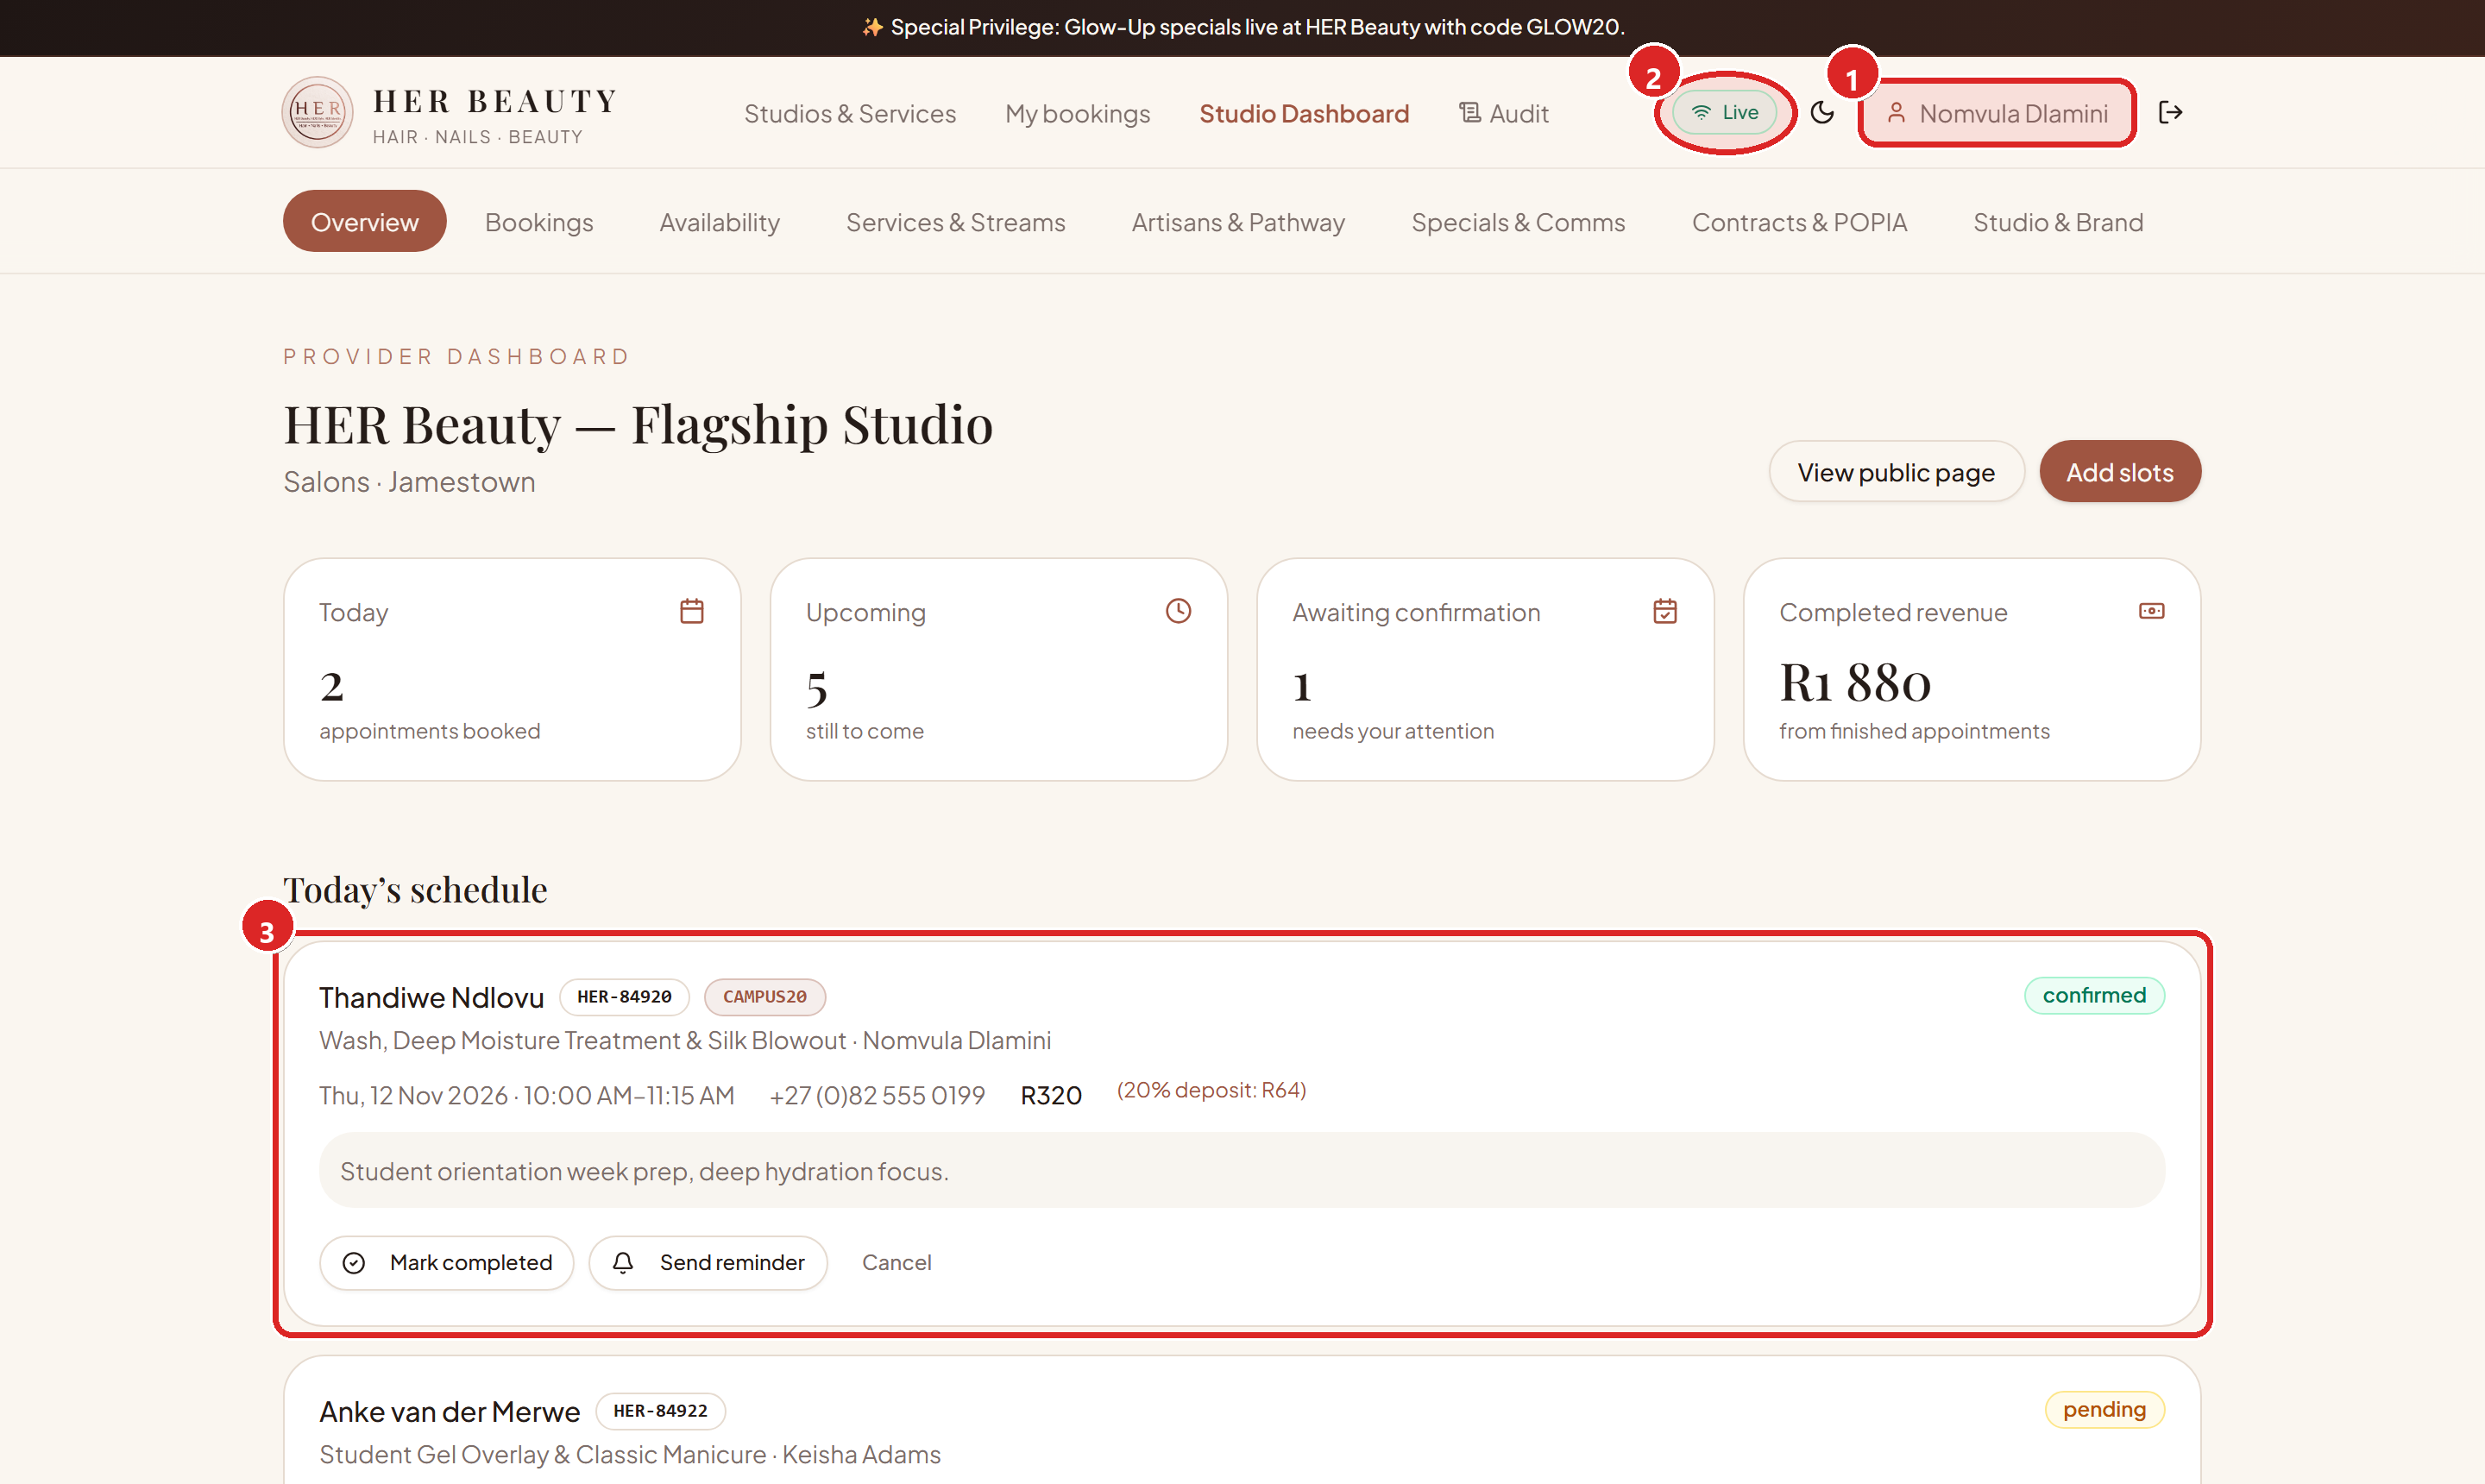 ✨ Special Privilege: Glow-Up specials live at HER Beauty with code GLOW20.
HER
HER BEAUTY
HAIR · NAILS · BEAUTY
Studios & Services
My bookings
Studio Dashboard
Audit
2
Live
1
Nomvula Dlamini
Overview
Bookings
Availability
Services & Streams
Artisans & Pathway
Specials & Comms
Contracts & POPIA
Studio & Brand
PROVIDER DASHBOARD
HER Beauty — Flagship Studio
Salons · Jamestown
View public page
Add slots
Today
2
appointments booked
Upcoming
5
still to come
Awaiting confirmation
1
needs your attention
Completed revenue
R1 880
from finished appointments
Today’s schedule
3
Thandiwe Ndlovu HER-84920 CAMPUS20 confirmed
Wash, Deep Moisture Treatment & Silk Blowout · Nomvula Dlamini
Thu, 12 Nov 2026 · 10:00 AM–11:15 AM +27 (0)82 555 0199 R320 (20% deposit: R64)
Student orientation week prep, deep hydration focus.
Mark completed Send reminder Cancel
Anke van der Merwe HER-84922 pending
Student Gel Overlay & Classic Manicure · Keisha Adams